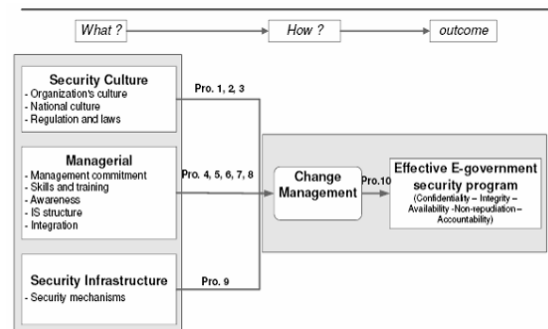 What ?
How ?
outcome
Security Culture
- Organization's culture
- National culture
- Regulation and laws
Pro. 1, 2, 3
Managerial
- Management commitment
- Skills and training
- Awareness
- IS structure
- Integration
Pro. 4, 5, 6, 7, 8
Change
Management
Pro.10
Effective E-government
security program
(Confidentiality – Integrity –
Availability -Non-repudiation –
Accountability)
Security Infrastructure
- Security mechanisms
Pro. 9